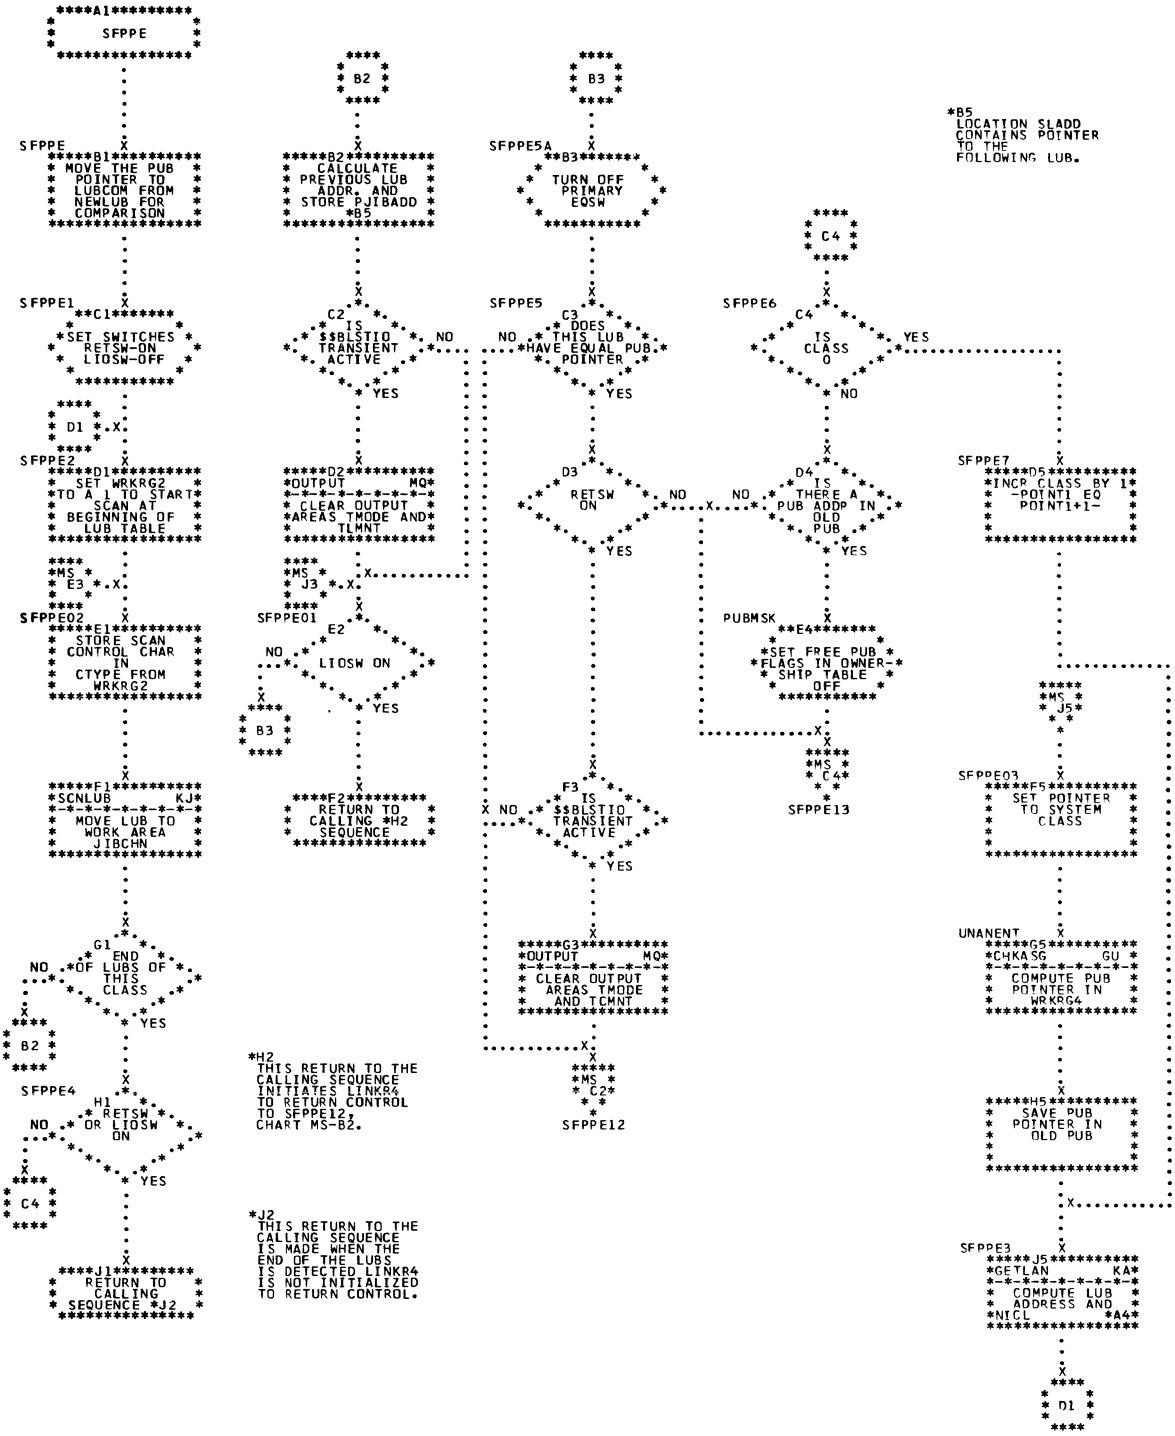 A1
SFPPE
SFPPE
B1
MOVE THE PUB
POINTER TO
LUBCOM FROM
NEWLUB FOR
COMPARISON
SFPPE1
C1
SET SWITCHES
RETSW-ON
LIOSW-OFF
D1
SFPPE2
D1
SET WRKRG2
TO A 1 TO START
SCAN AT
BEGINNING OF
LUB TABLE
MS
E3
SFPPE02
E1
STORE SCAN
CONTROL CHAR
IN
CTYPE FROM
WRKRG2
F1
SCNLUB KJ
MOVE LUB TO
WORK AREA
JIBCHN
G1
END
OF LUBS OF
THIS
CLASS
NO
YES
B2
SFPPE4
H1
RETSW
OR LIOSW
ON
NO
YES
C4
J1
RETURN TO
CALLING
SEQUENCE *J2
B2
B2
CALCULATE
PREVIOUS LUB
ADDR. AND
STORE PJIBADD
*B5
C2
IS
$$BLSTIO
TRANSIENT
ACTIVE
NO
YES
D2
OUTPUT MQ
CLEAR OUTPUT
AREAS TMODE AND
TLMNT
MS
J3
SFPPE01
E2
LIOSW ON
NO
YES
B3
F2
RETURN TO
CALLING *H2
SEQUENCE
*H2
THIS RETURN TO THE
CALLING SEQUENCE
INITIATES LINKR4
TO RETURN CONTROL
TO SFPPE12,
CHART MS-B2.
*J2
THIS RETURN TO THE
CALLING SEQUENCE
IS MADE WHEN THE
END OF THE LUBS
IS DETECTED LINKR4
IS NOT INITIALIZED
TO RETURN CONTROL.
B3
SFPPE5A
B3
TURN OFF
PRIMARY
EQSW
SFPPE5
C3
DOES
THIS LUB
HAVE EQUAL PUB
POINTER
NO
YES
D3
RETSW
ON
NO
YES
F3
IS
$$BLSTIO
TRANSIENT
ACTIVE
NO
YES
G3
OUTPUT MQ
CLEAR OUTPUT
AREAS TMODE
AND TCMNT
MS
C2
SFPPE12
C4
SFPPE6
C4
IS
CLASS
0
YES
NO
D4
IS
THERE A
PUB ADDP IN
OLD
PUB
NO
YES
PUBMSK
E4
SET FREE PUB
FLAGS IN OWNER-
SHIP TABLE
OFF
MS
C4
SFPPE13
*B5
LOCATION SLADD
CONTAINS POINTER
TO THE
FOLLOWING LUB.
SFPPE7
D5
INCR CLASS BY 1
-POINT1 EQ
POINT1+1-
MS
J5
SFPPE03
F5
SET POINTER
TO SYSTEM
CLASS
UNANENT
G5
CHKASG GU
COMPUTE PUB
POINTER IN
WRKRG4
H5
SAVE PUB
POINTER IN
OLD PUB
SFPPE3
J5
GETLAN KA
COMPUTE LUB
ADDRESS AND
NICL *A4
D1